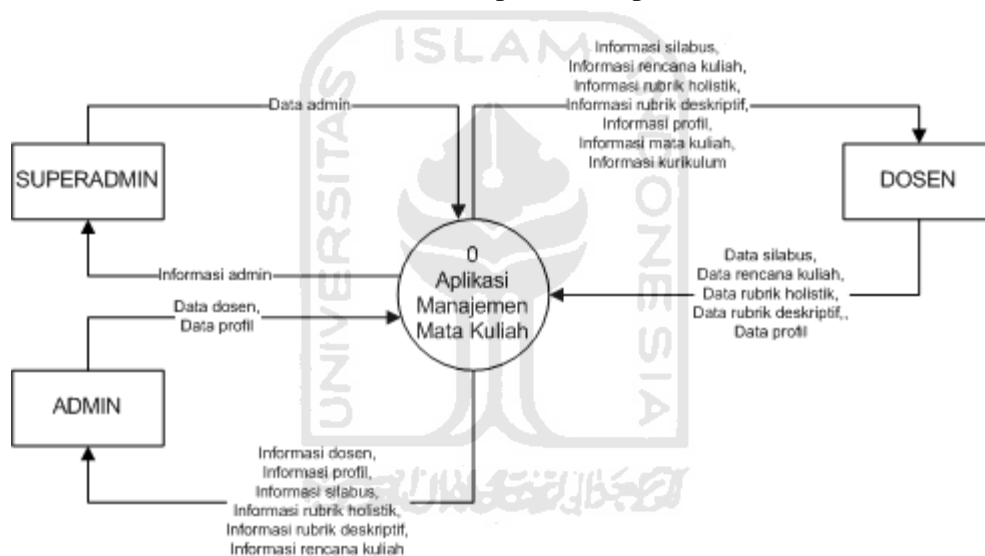 ISLAM
UNIVERSITAS
INDONESIA
Informasi silabus,
Informasi rencana kuliah,
Informasi rubrik holistik,
Informasi rubrik deskriptif,
Informasi profil,
Informasi mata kuliah,
Informasi kurikulum
Data admin
SUPERADMIN
DOSEN
0
Aplikasi
Manajemen
Mata Kuliah
Informasi admin
Data silabus,
Data rencana kuliah,
Data rubrik holistik,
Data rubrik deskriptif,,
Data profil
Data dosen,
Data profil
ADMIN
Informasi dosen,
Informasi profil,
Informasi silabus,
Informasi rubrik holistik,
Informasi rubrik deskriptif,
Informasi rencana kuliah